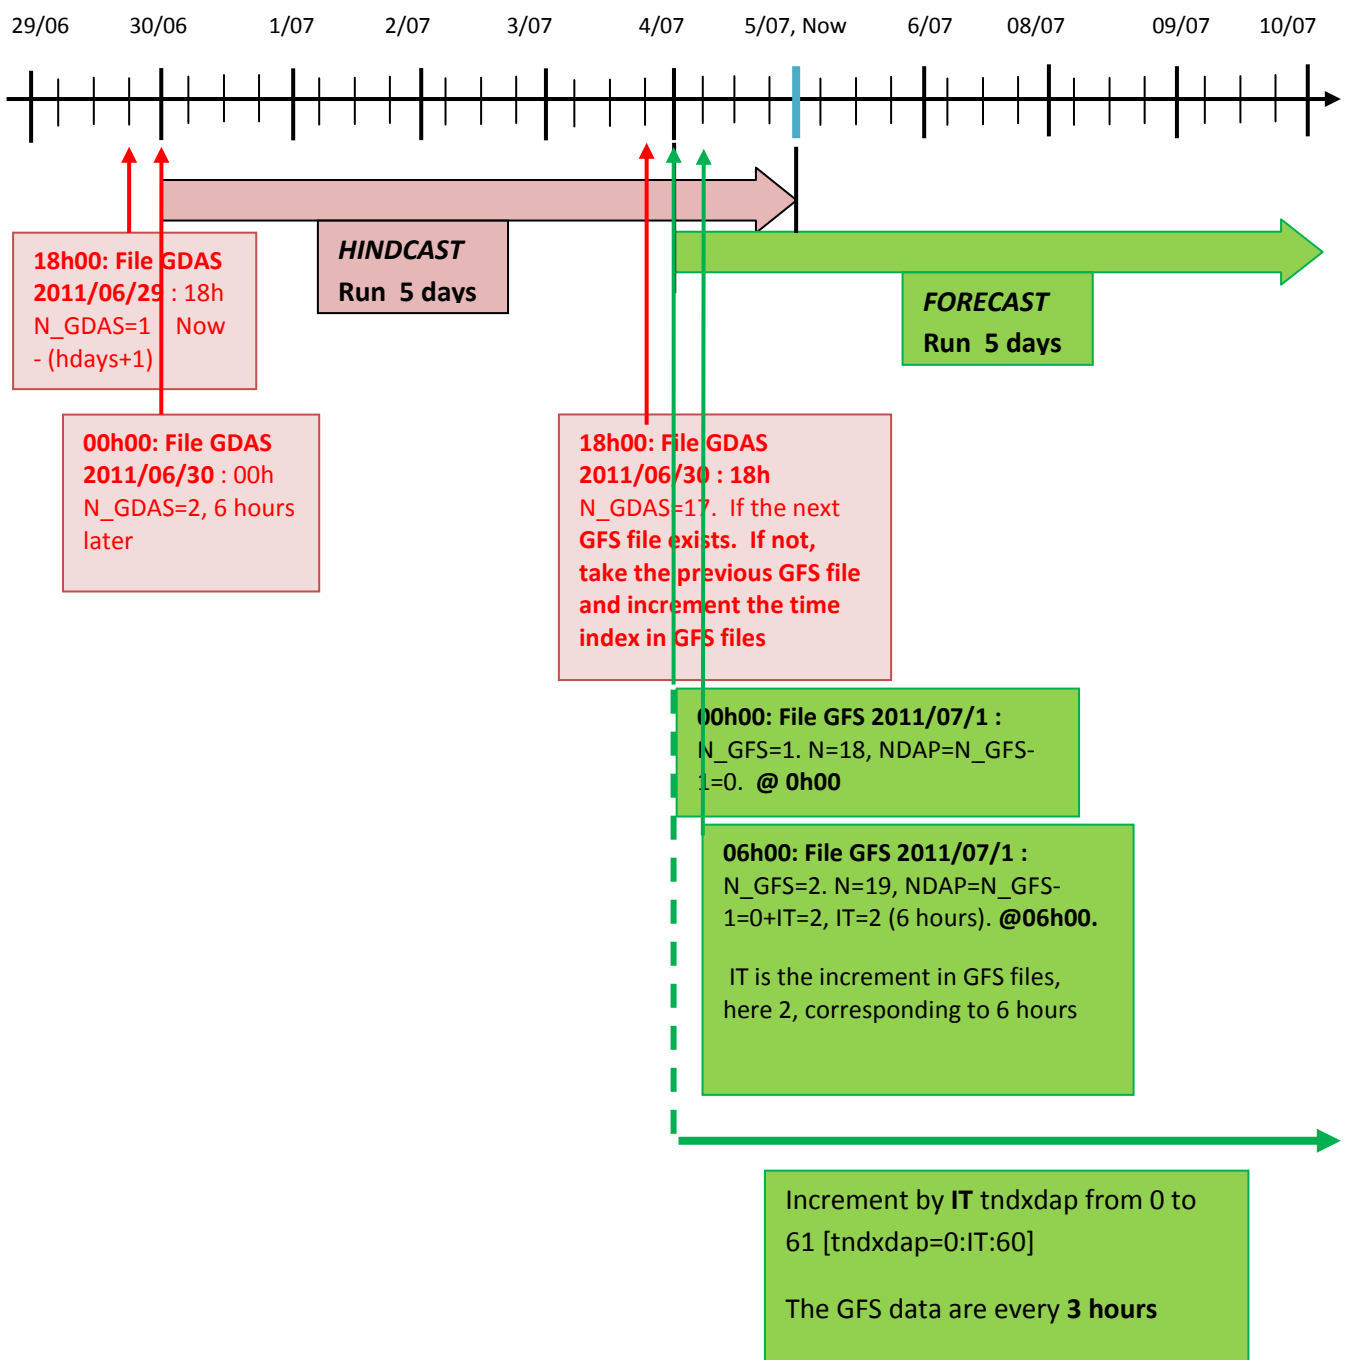 29/06 30/06 1/07 2/07 3/07 4/07 5/07, Now 6/07 08/07 09/07 10/07
18h00: File GDAS
2011/06/29 : 18h
N_GDAS=1 Now
- (hdays+1)
HINDCAST
Run 5 days
FORECAST
Run 5 days
00h00: File GDAS
2011/06/30 : 00h
N_GDAS=2, 6 hours
later
18h00: File GDAS
2011/06/30 : 18h
N_GDAS=17. If the next
GFS file exists. If not,
take the previous GFS file
and increment the time
index in GFS files
00h00: File GFS 2011/07/1 :
N_GFS=1. N=18, NDAP=N_GFS-
1=0. @ 0h00
06h00: File GFS 2011/07/1 :
N_GFS=2. N=19, NDAP=N_GFS-
1=0+IT=2, IT=2 (6 hours). @06h00.
IT is the increment in GFS files,
here 2, corresponding to 6 hours
Increment by IT tndxdap from 0 to
61 [tndxdap=0:IT:60]
The GFS data are every 3 hours